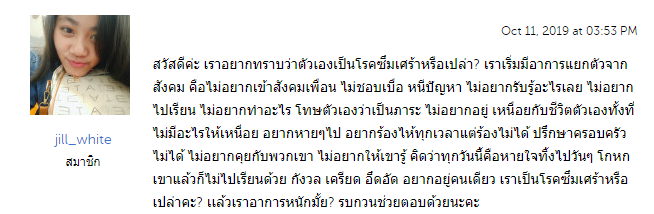 Oct 11, 2019 at 03:53 PM
สวัสดีค่ะ เราอยากทราบว่าตัวเองเป็นโรคซึ่มเศร้าหรือเปล่า? เราเริ่มมีอาการแยกตัวจาก
สังคม คือไม่อยากเข้าสังคมเพื่อน ไม่ชอบเบื่อ หนีปัญหา ไม่อยากรับรู้อะไรเลย ไม่อยาก
ไปเรียน ไม่อยากทำอะไร โทษตัวเองว่าเป็นภาระ ไม่อยากอยู่ เหนื่อยกับชีวิตตัวเองทั้งที่
ไม่มีอะไรให้เหนื่อย อยากหายๆไป อยากร้องไห้ทุกเวลาแต่ร้องไม่ได้ ปรึกษาครอบครัว
ไม่ได้ ไม่อยากคุยกับพวกเขา ไม่อยากให้เขารู้ คิดว่าทุกวันนี้คือหายใจทิ้งไปวันๆ โกหก
เขาแล้วก็ไม่ไปเรียนด้วย กังวล เครียด อึดอัด อยากอยู่คนเดียว เราเป็นโรคซึ่มเศร้าหรือ
เปล่าคะ? แล้วเราอาการหนักมั้ย? รบกวนช่วยตอบด้วยนะคะ
jill_white
สมาชิก